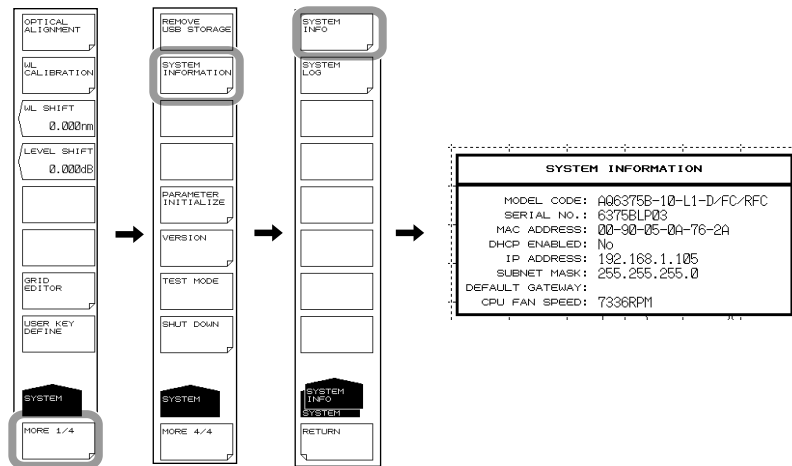 OPTICAL
ALIGNMENT
WL
CALIBRATION
WL SHIFT
0.000nm
LEVEL SHIFT
0.000dB
GRID
EDITOR
USER KEY
DEFINE
SYSTEM
MORE 1/4
REMOVE
USB STORAGE
SYSTEM
INFORMATION
PARAMETER
INITIALIZE
VERSION
TEST MODE
SHUT DOWN
SYSTEM
MORE 4/4
SYSTEM
INFO
SYSTEM
LOG
SYSTEM
INFO
SYSTEM
RETURN
SYSTEM INFORMATION
MODEL CODE: AQ6375B-10-L1-D/FC/RFC
SERIAL NO.: 6375BLP03
MAC ADDRESS: 00-90-05-0A-76-2A
DHCP ENABLED: No
IP ADDRESS: 192.168.1.105
SUBNET MASK: 255.255.255.0
DEFAULT GATEWAY:
CPU FAN SPEED: 7336RPM